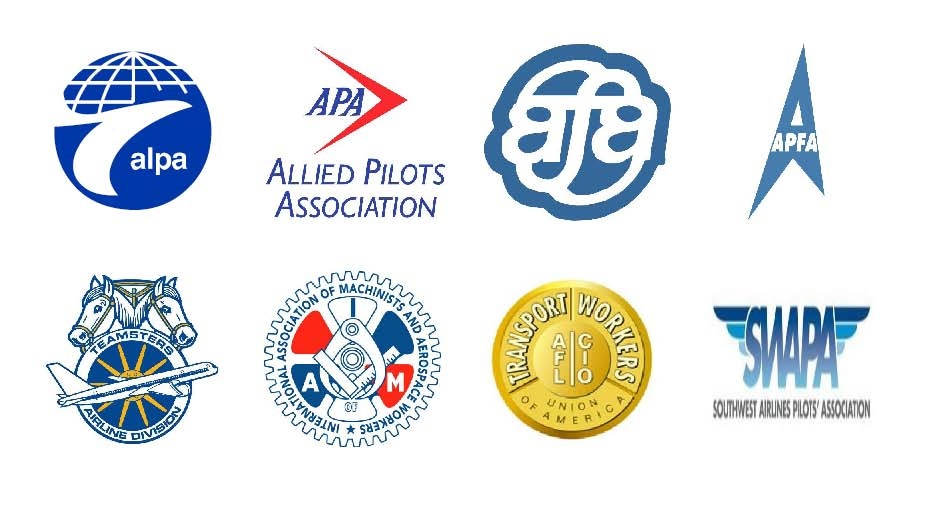 alpa
APA
ALLIED PILOTS
ASSOCIATION
afa
APFA
TEAMSTERS
AIRLINE DIVISION
INTERNATIONAL ASSOCIATION OF MACHINISTS AND AEROSPACE WORKERS
A M
OF
TRANSPORT WORKERS
AFL CIO
UNION
OF AMERICA
SWAPA
SOUTHWEST AIRLINES PILOTS' ASSOCIATION